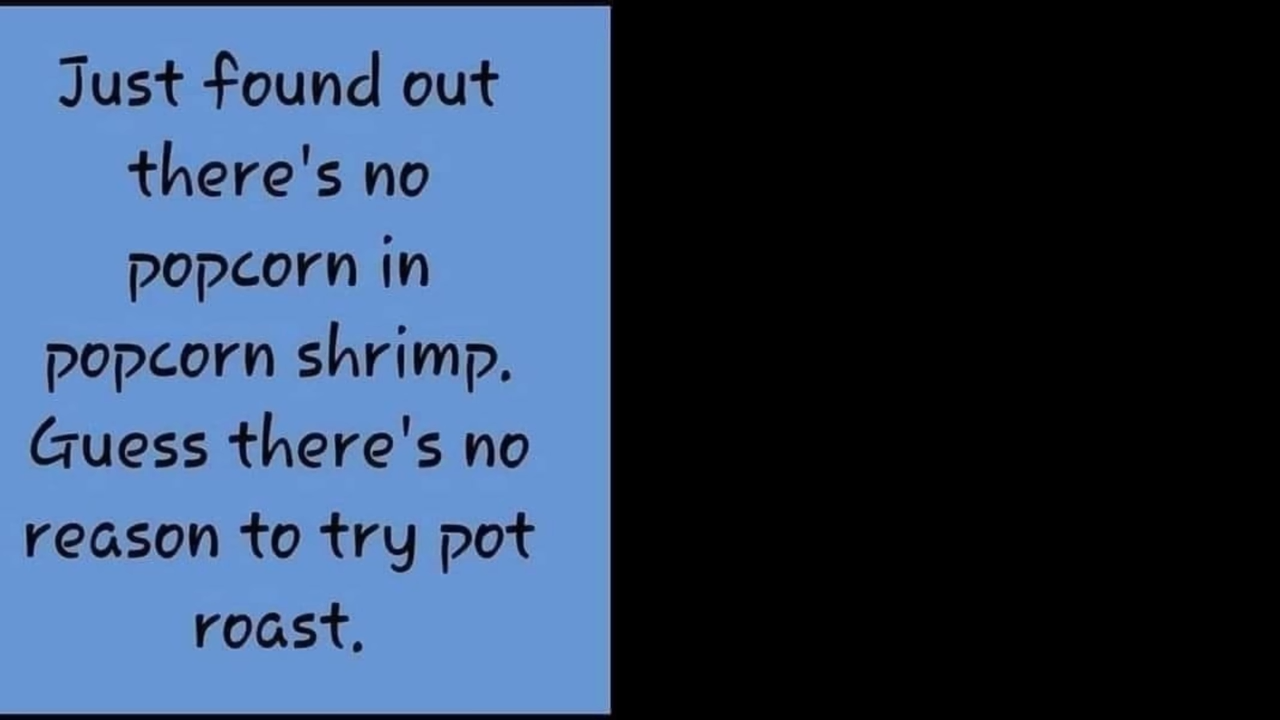 Just found out
there's no
popcorn in
popcorn shrimp.
Guess there's no
reason to try pot
roast.